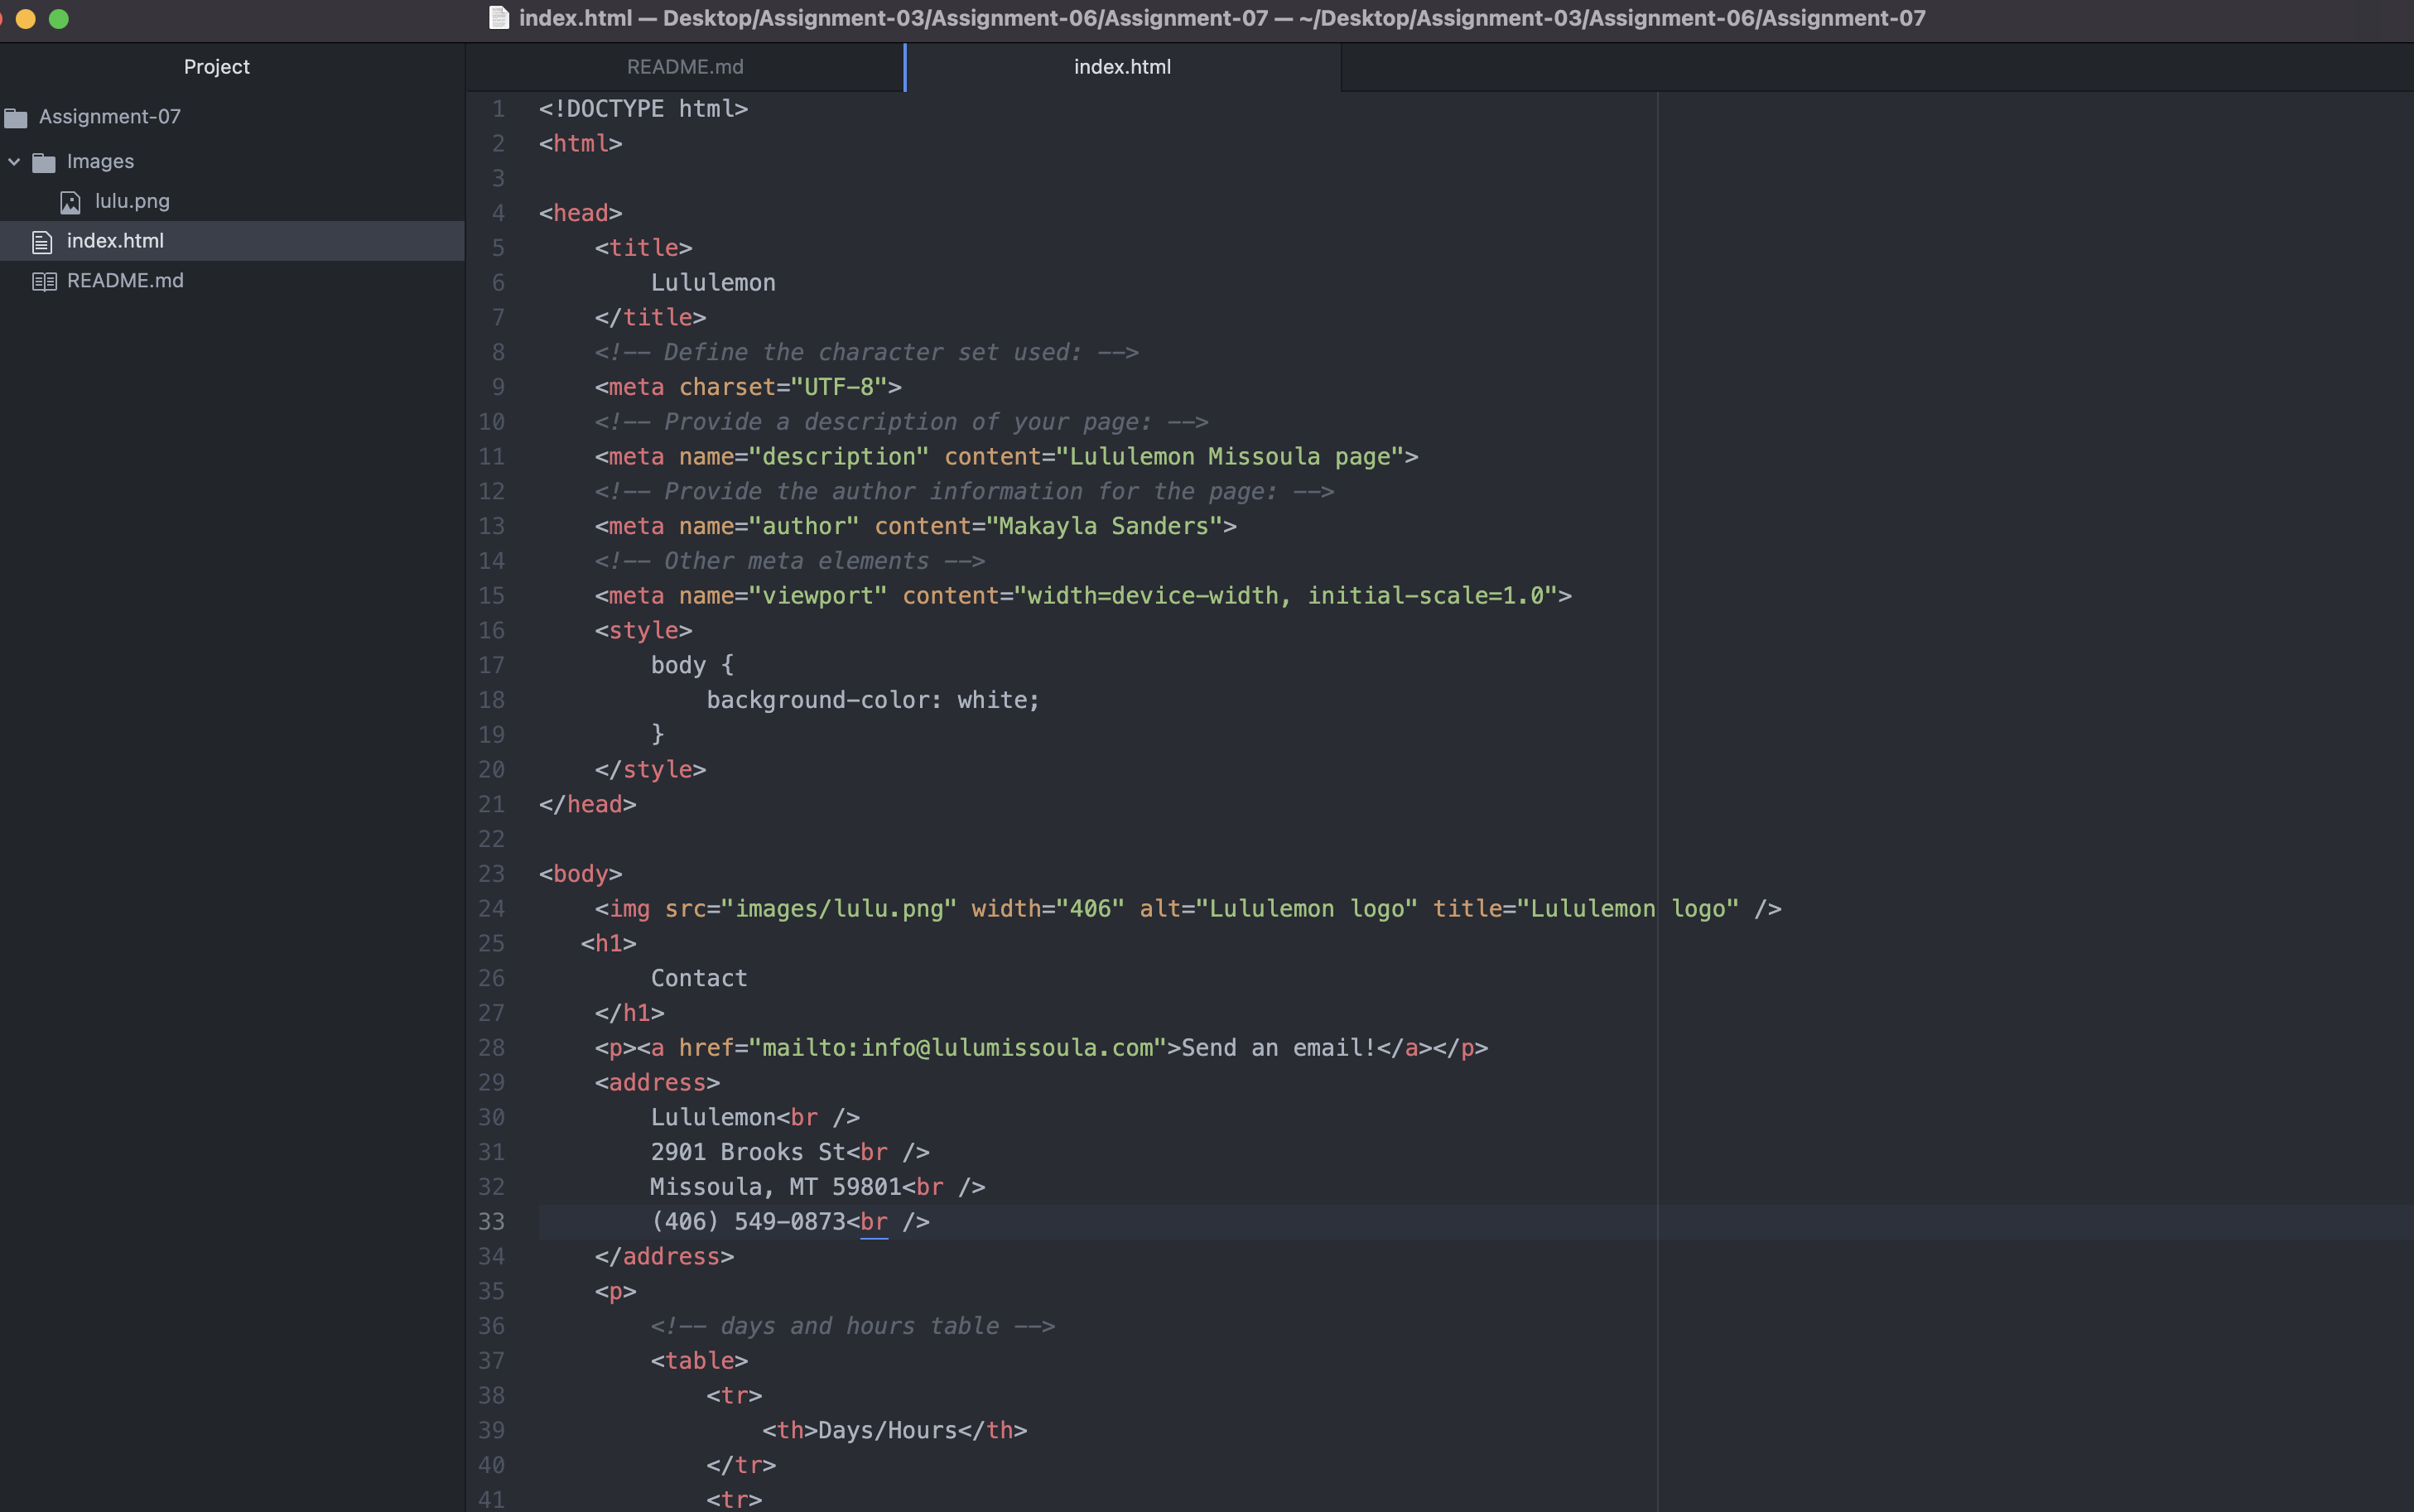 index.html — Desktop/Assignment-03/Assignment-06/Assignment-07 — ~/Desktop/Assignment-03/Assignment-06/Assignment-07
Project
Assignment-07
Images
lulu.png
index.html
README.md
README.md
index.html
1 <!DOCTYPE html>
2 <html>
3
4 <head>
5     <title>
6         Lululemon
7     </title>
8     <!-- Define the character set used: -->
9     <meta charset="UTF-8">
10     <!-- Provide a description of your page: -->
11     <meta name="description" content="Lululemon Missoula page">
12     <!-- Provide the author information for the page: -->
13     <meta name="author" content="Makayla Sanders">
14     <!-- Other meta elements -->
15     <meta name="viewport" content="width=device-width, initial-scale=1.0">
16     <style>
17         body {
18             background-color: white;
19         }
20     </style>
21 </head>
22
23 <body>
24     <img src="images/lulu.png" width="406" alt="Lululemon logo" title="Lululemon logo" />
25    <h1>
26         Contact
27     </h1>
28     <p><a href="mailto:info@lulumissoula.com">Send an email!</a></p>
29     <address>
30         Lululemon<br />
31         2901 Brooks St<br />
32         Missoula, MT 59801<br />
33         (406) 549-0873<br />
34     </address>
35     <p>
36         <!-- days and hours table -->
37         <table>
38             <tr>
39                 <th>Days/Hours</th>
40             </tr>
41             <tr>